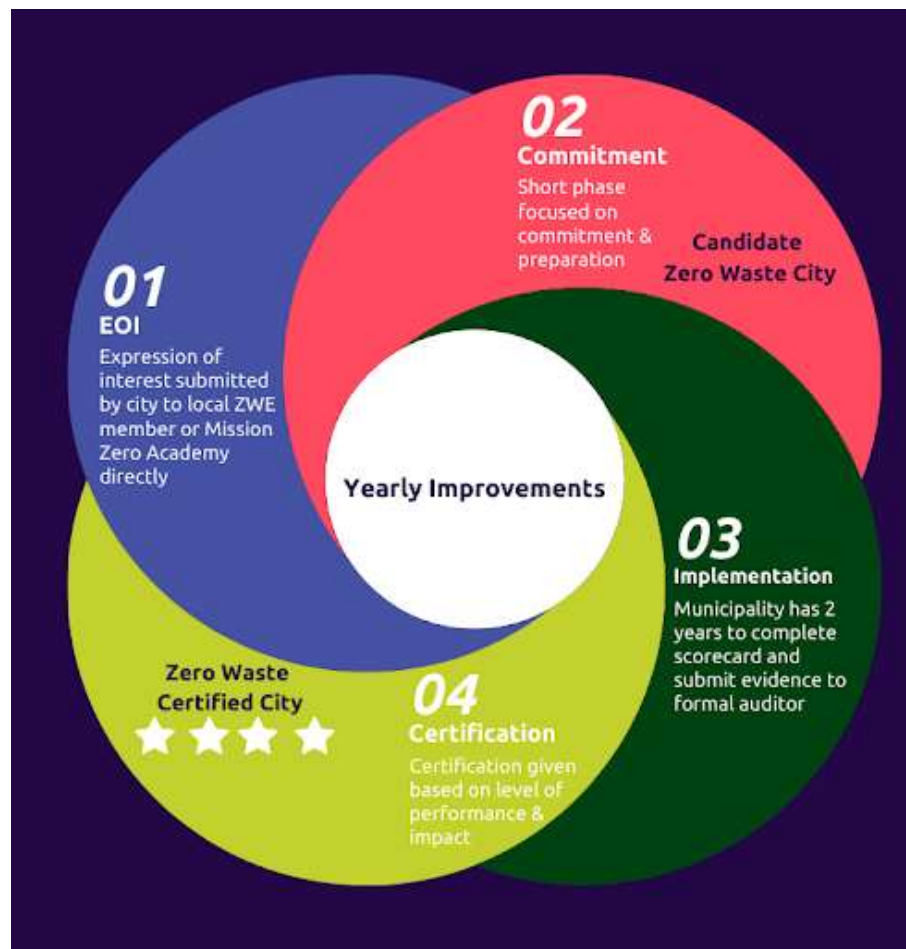 01
EOI
Expression of
interest submitted
by city to local ZWE
member or Mission
Zero Academy
directly
02
Commitment
Short phase
focused on
commitment &
preparation
Candidate
Zero Waste City
Yearly Improvements
03
Implementation
Municipality has 2
years to complete
scorecard and
submit evidence to
formal auditor
04
Certification
Certification given
based on level of
performance &
impact
Zero Waste
Certified City